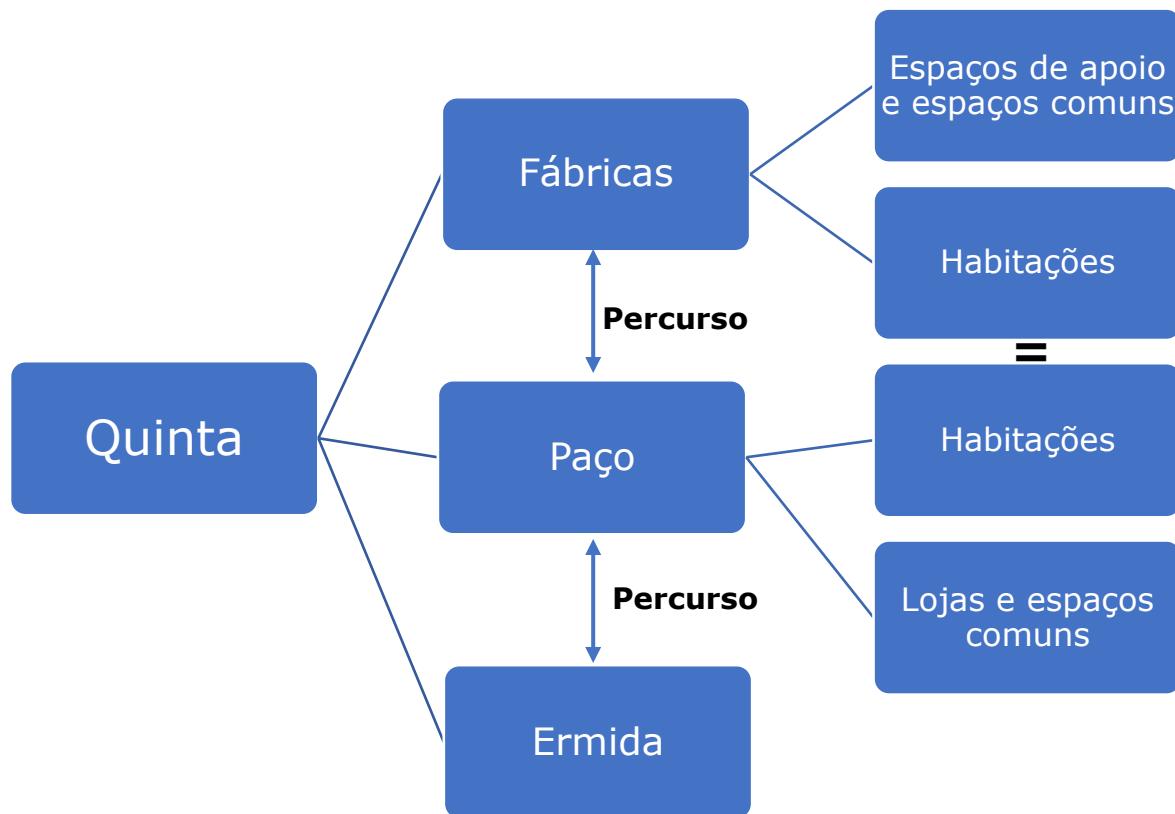 Espaços de apoio
e espaços comuns
Fábricas
Habitações
Percurso
=
Quinta
Paço
Habitações
Percurso
Lojas e espaços
comuns
Ermida